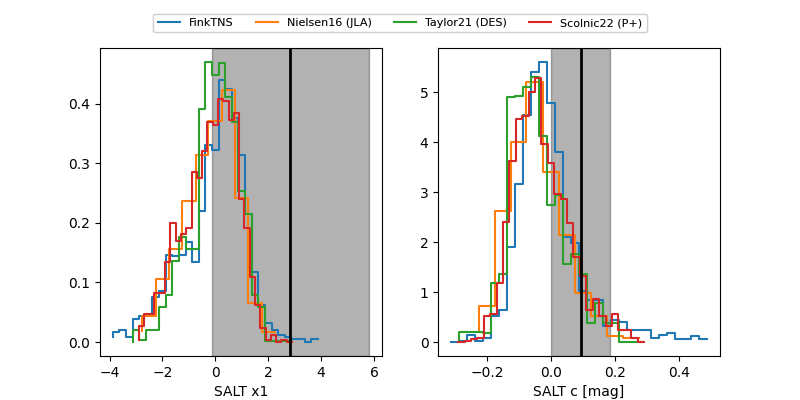 FinkTNS Nielsen16 (JLA) Taylor21 (DES) Scolnic22 (P+)
0.4
0.3
0.2
0.1
0.0
−4 −2 0 2 4 6
SALT x1
5
4
3
2
1
0
−0.2 0.0 0.2 0.4
SALT c [mag]